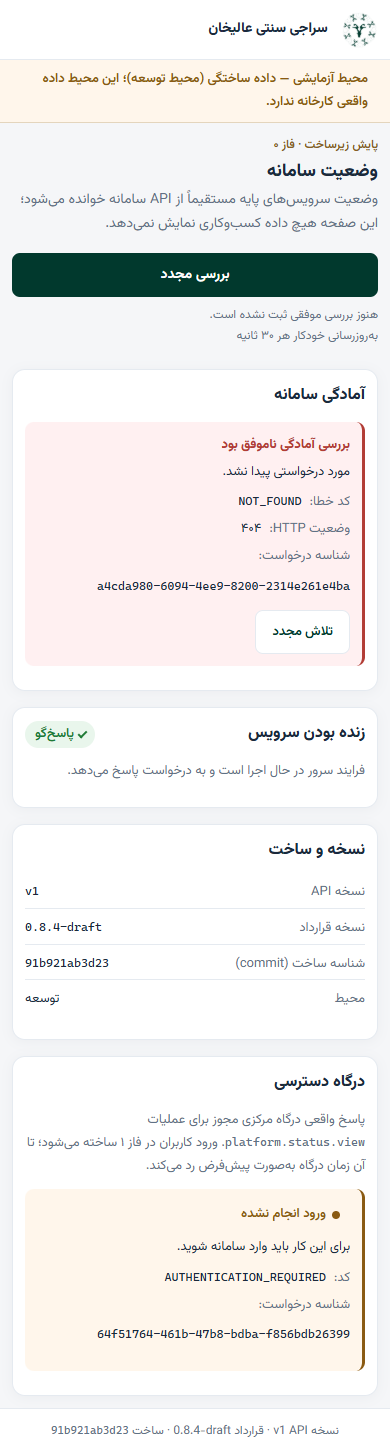 سراجی سنتی عالیخان
محیط آزمایشی — داده ساختگی (محیط توسعه)؛ این محیط داده
واقعی کارخانه ندارد.
پایش زیرساخت · فاز ۰
وضعیت سامانه
وضعیت سرویس‌های پایه مستقیماً از API سامانه خوانده می‌شود؛
این صفحه هیچ داده کسب‌وکاری نمایش نمی‌دهد.
بررسی مجدد
هنوز بررسی موفقی ثبت نشده است.
به‌روزرسانی خودکار هر ۳۰ ثانیه
آمادگی سامانه
بررسی آمادگی ناموفق بود
مورد درخواستی پیدا نشد.
کد خطا: NOT_FOUND
وضعیت HTTP: ۴۰۴
شناسه درخواست:
a4cda980-6094-4ee9-8200-2314e261e4ba
تلاش مجدد
زنده بودن سرویس
✓ پاسخ‌گو
فرایند سرور در حال اجرا است و به درخواست پاسخ می‌دهد.
نسخه و ساخت
نسخه API v1
نسخه قرارداد 0.8.4-draft
شناسه ساخت (commit) 91b921ab3d23
محیط توسعه
درگاه دسترسی
پاسخ واقعی درگاه مرکزی مجوز برای عملیات
platform.status.view. ورود کاربران در فاز ۱ ساخته می‌شود؛ تا
آن زمان درگاه به‌صورت پیش‌فرض رد می‌کند.
ورود انجام نشده
برای این کار باید وارد سامانه شوید.
کد: AUTHENTICATION_REQUIRED
شناسه درخواست:
64f51764-461b-47b8-bdba-f856bdb26399
نسخه API v1 · قرارداد 0.8.4-draft · ساخت 91b921ab3d23